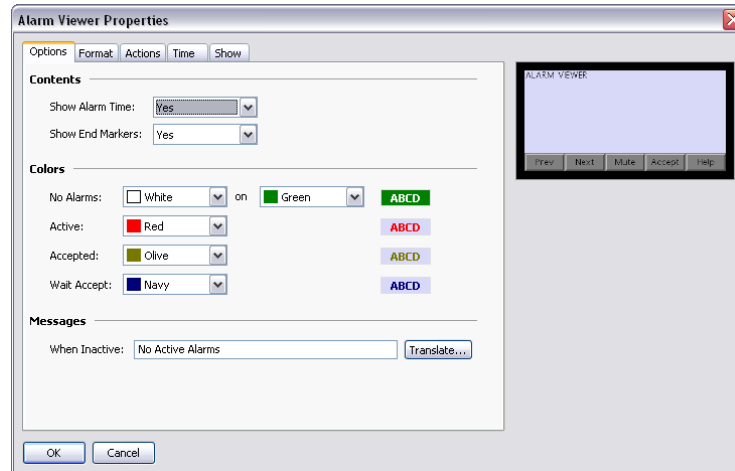 Alarm Viewer Properties
Options Format Actions Time Show
Contents
Show Alarm Time: Yes
Show End Markers: Yes
Colors
No Alarms: White on Green ABCD
Active: Red ABCD
Accepted: Olive ABCD
Wait Accept: Navy ABCD
Messages
When Inactive: No Active Alarms Translate...
OK Cancel
ALARM VIEWER
Prev Next Mute Accept Help